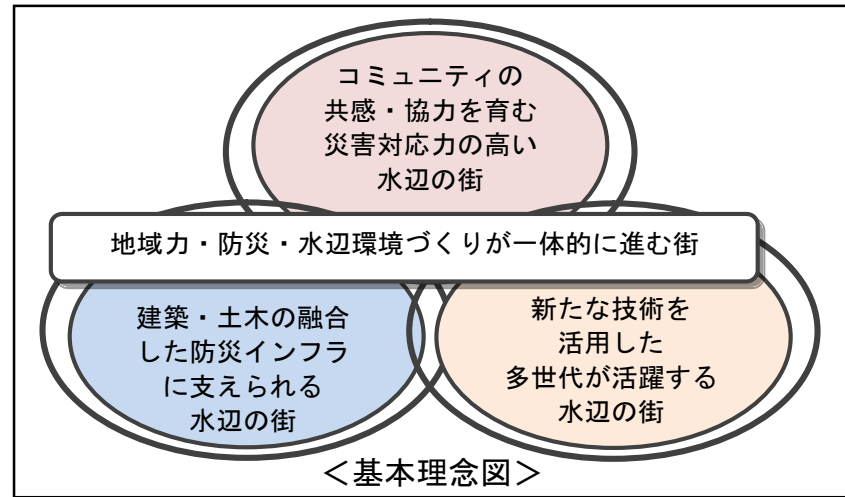 コミュニティの
共感・協力を育む
災害対応力の高い
水辺の街
地域力・防災・水辺環境づくりが一体的に進む街
建築・土木の融合
した防災インフラ
に支えられる
水辺の街
新たな技術を
活用した
多世代が活躍する
水辺の街
＜基本理念図＞